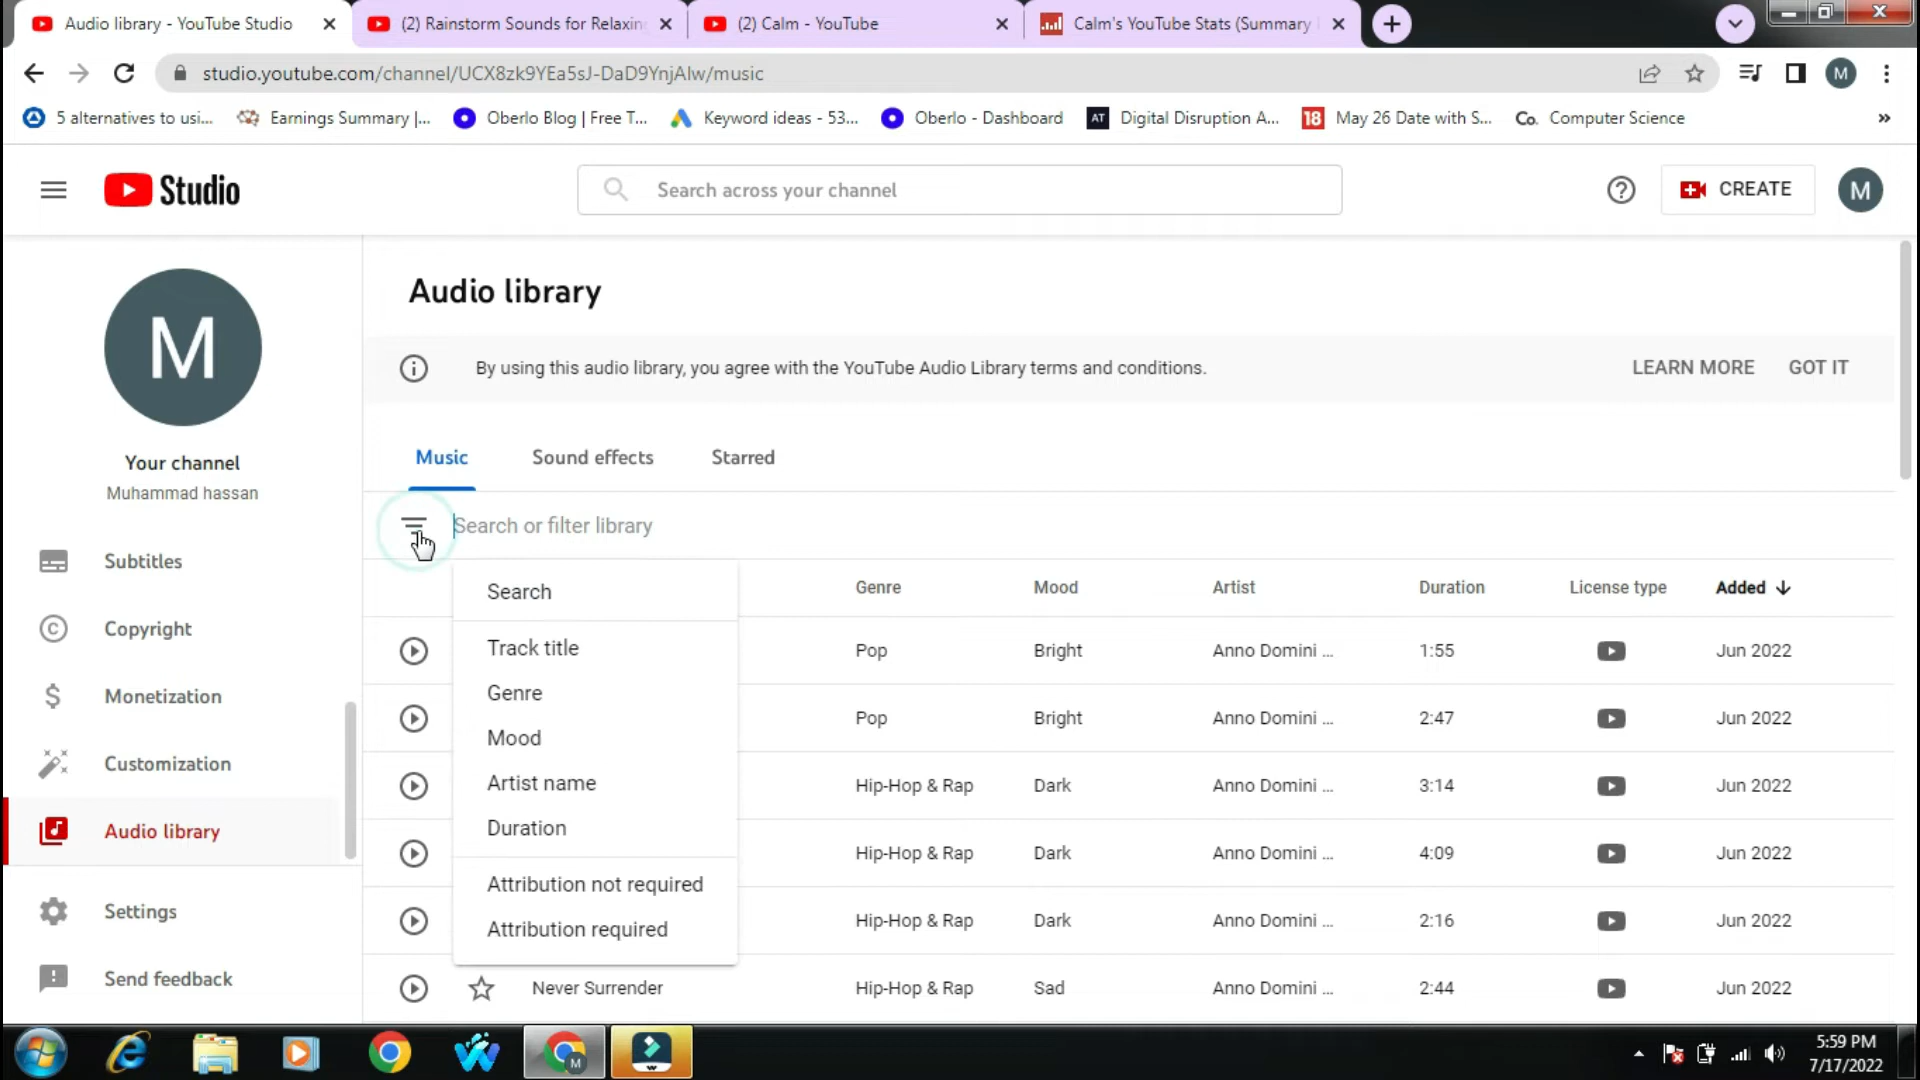 Audio library - YouTube Studio
(2) Rainstorm Sounds for Relaxin
(2) Calm - YouTube
Calm's YouTube Stats (Summary
studio.youtube.com/channel/UCX8zk9YEa5sJ-DaD9YnjAlw/music
M
5 alternatives to usi...
Earnings Summary |...
Oberlo Blog | Free T...
Keyword ideas - 53...
Oberlo - Dashboard
AT
Digital Disruption A...
18
May 26 Date with S...
Co.
Computer Science
»
Studio
Search across your channel
CREATE
M
M
Your channel
Muhammad hassan
Subtitles
Copyright
Monetization
Customization
Audio library
Settings
Send feedback
Audio library
By using this audio library, you agree with the YouTube Audio Library terms and conditions.
LEARN MORE
GOT IT
Music
Sound effects
Starred
Search or filter library
Search
Track title
Genre
Mood
Artist name
Duration
Attribution not required
Attribution required
Genre Mood Artist Duration License type Added
Pop Bright Anno Domini ... 1:55 Jun 2022
Pop Bright Anno Domini ... 2:47 Jun 2022
Hip-Hop & Rap Dark Anno Domini ... 3:14 Jun 2022
Hip-Hop & Rap Dark Anno Domini ... 4:09 Jun 2022
Hip-Hop & Rap Dark Anno Domini ... 2:16 Jun 2022
Never Surrender Hip-Hop & Rap Sad Anno Domini ... 2:44 Jun 2022
M
5:59 PM
7/17/2022